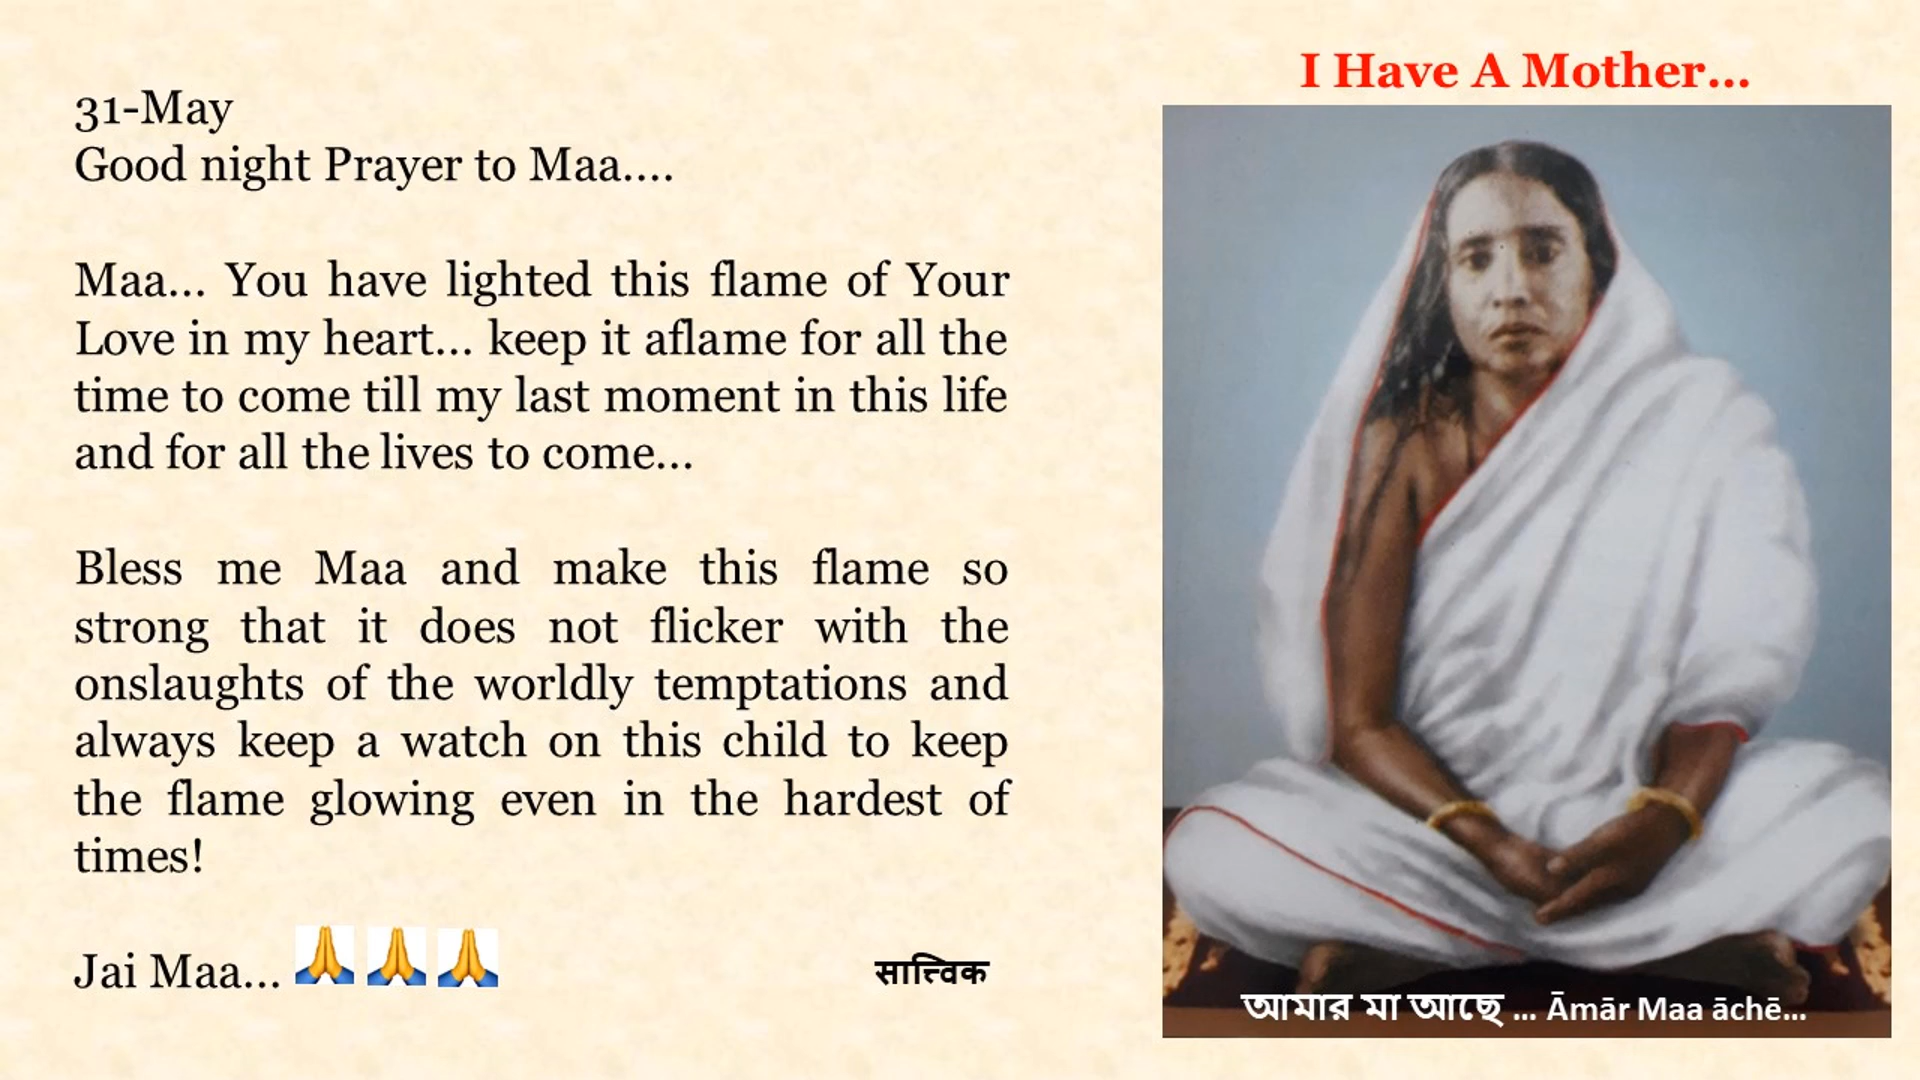 31-May
Good night Prayer to Maa....
Maa... You have lighted this flame of Your
Love in my heart... keep it aflame for all the
time to come till my last moment in this life
and for all the lives to come...
Bless me Maa and make this flame so
strong that it does not flicker with the
onslaughts of the worldly temptations and
always keep a watch on this child to keep
the flame glowing even in the hardest of
times!
Jai Maa... 🙏 🙏 🙏
सात्त्विक
I Have A Mother...
আমার মা আছে ... Āmār Maa āchē...